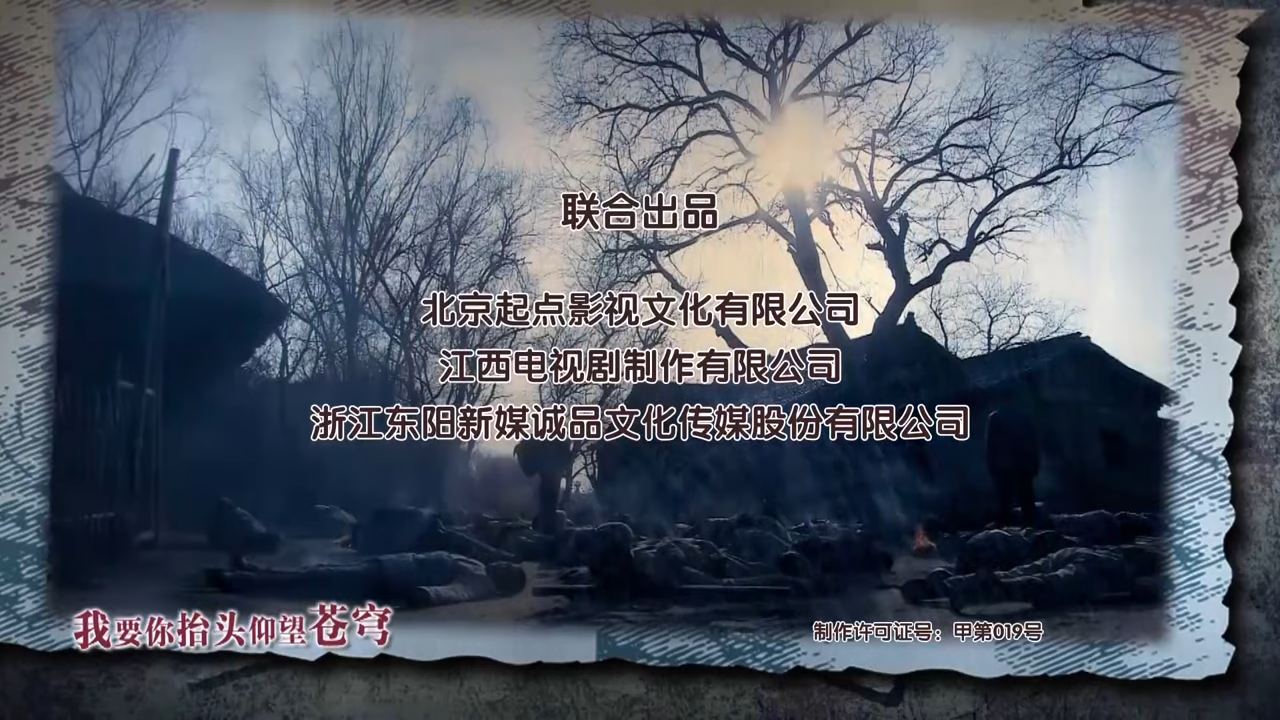 联合出品
北京起点影视文化有限公司
江西电视剧制作有限公司
浙江东阳新媒诚品文化传媒股份有限公司
我要你抬头仰望苍穹
制作许可证号：甲第019号